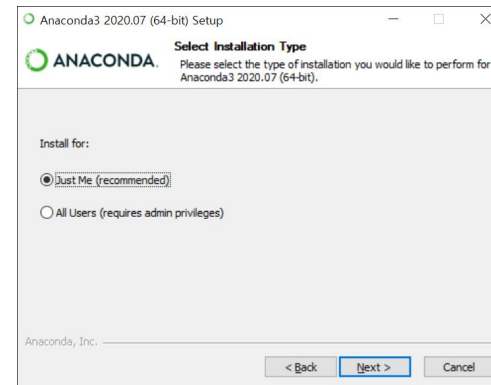 Anaconda3 2020.07 (64-bit) Setup
ANACONDA.
Select Installation Type
Please select the type of installation you would like to perform for
Anaconda3 2020.07 (64-bit).
Install for:
Just Me (recommended)
All Users (requires admin privileges)
Anaconda, Inc.
< Back
Next >
Cancel